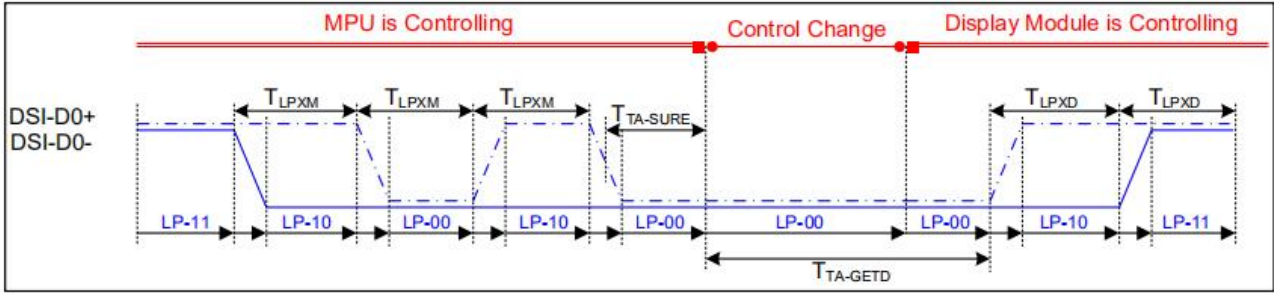 MPU is Controlling Control Change Display Module is Controlling
TLPXM TLPXM TLPXM TLPXD TLPXD
DSI-D0+ TTA-SURE
DSI-D0-
LP-11 LP-10 LP-00 LP-10 LP-00 LP-00 LP-00 LP-10 LP-11
TTA-GETD